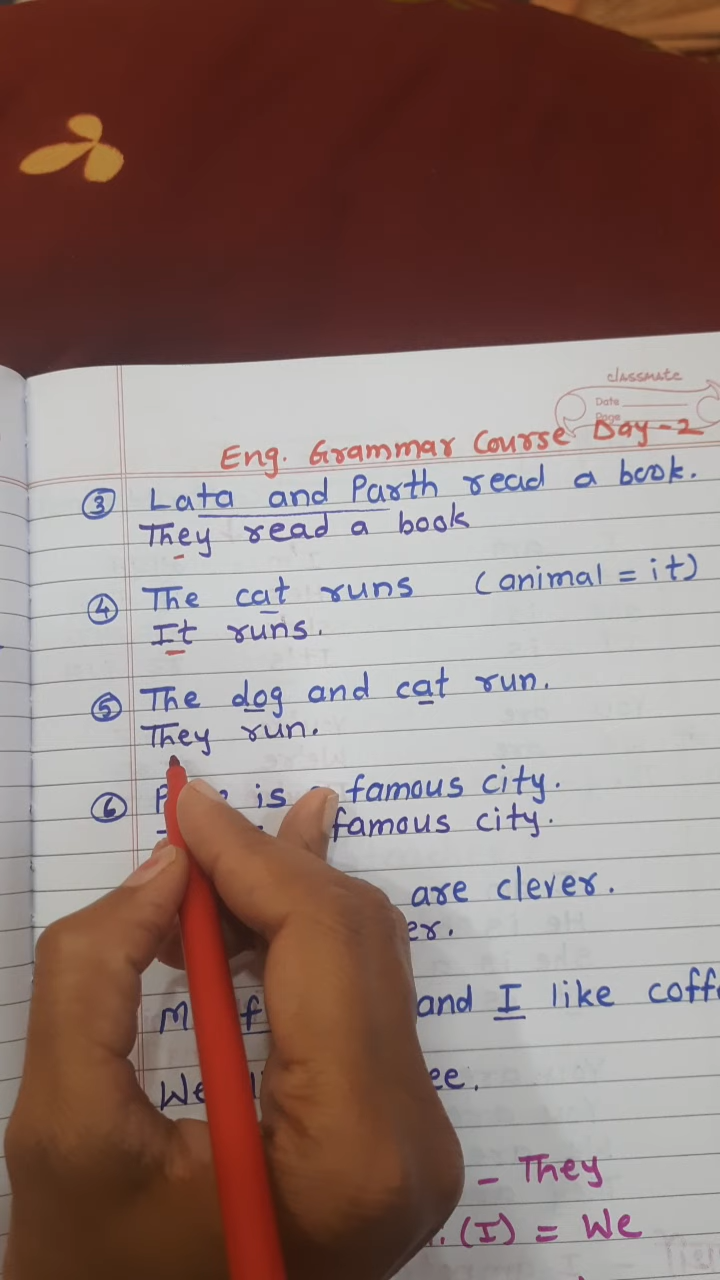 classmate
Date
Page
Eng. Grammar Course Day-2
③ Lata and Parth read a book.
They read a book
④ The cat runs (animal = it)
It runs.
⑤ The dog and cat run.
They run.
⑥ is a famous city.
famous city.
are clever.
and I like
We
- They
(I) = We